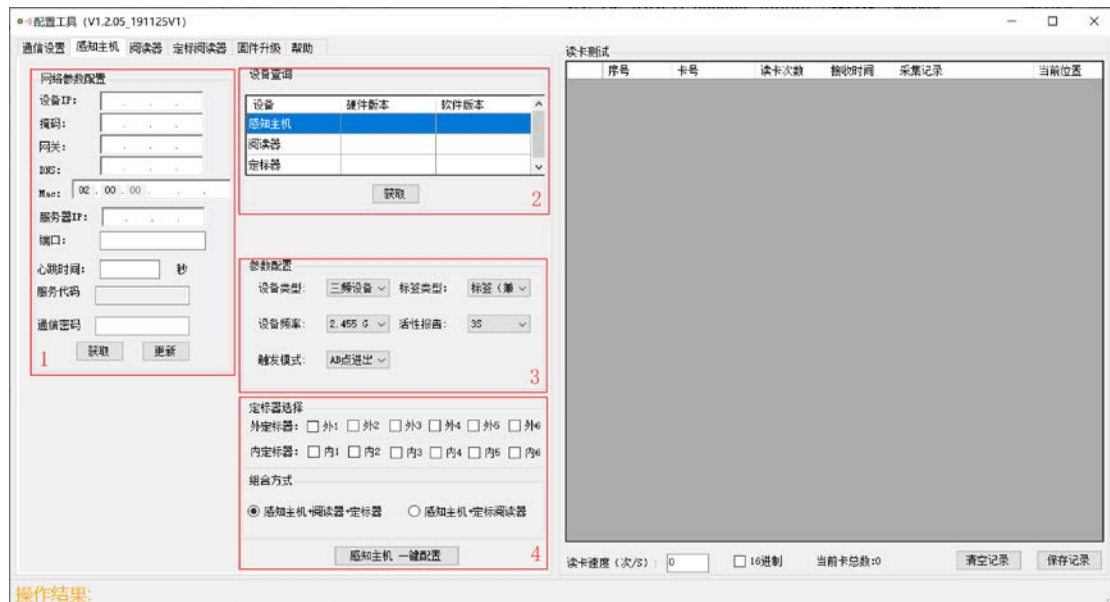 配置工具 (V1.2.05_191125V1)
通信设置 感知主机 阅读器 定标阅读器 固件升级 帮助
网络参数配置
设备IP:
掩码:
网关:
DNS:
Mac: 02 . 00 . 00 .
服务器IP:
端口:
心跳时间: 秒
服务代码
通信密码
获取 更新
1
设备查询
设备 硬件版本 软件版本
感知主机
阅读器
定标器
获取
2
参数配置
设备类型: 三频设备 标签类型: 标签（兼
设备频率: 2.455 G 活性报告: 3S
触发模式: AB点进出
3
定标器选择
外定标器: 外1 外2 外3 外4 外5 外6
内定标器: 内1 内2 内3 内4 内5 内6
组合方式
感知主机+阅读器+定标器 感知主机+定标阅读器
感知主机 一键配置
4
读卡测试
序号 卡号 读卡次数 接收时间 采集记录 当前位置
读卡速度（次/S）: 0 16进制 当前卡总数:0 清空记录 保存记录
操作结果: